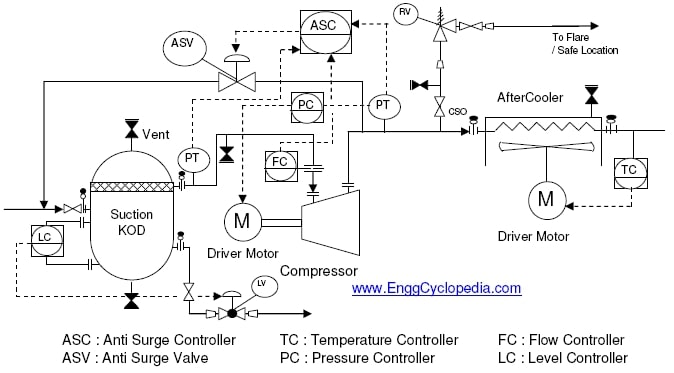 RV
ASC
ASV
To Flare
/ Safe Location
PC
PT
CSO
AfterCooler
Vent
PT
FC
TC
Suction
KOD
M
M
LC
Driver Motor
Driver Motor
Compressor
LV
www.EnggCyclopedia.com
ASC : Anti Surge Controller
TC : Temperature Controller
FC : Flow Controller
ASV : Anti Surge Valve
PC : Pressure Controller
LC : Level Controller